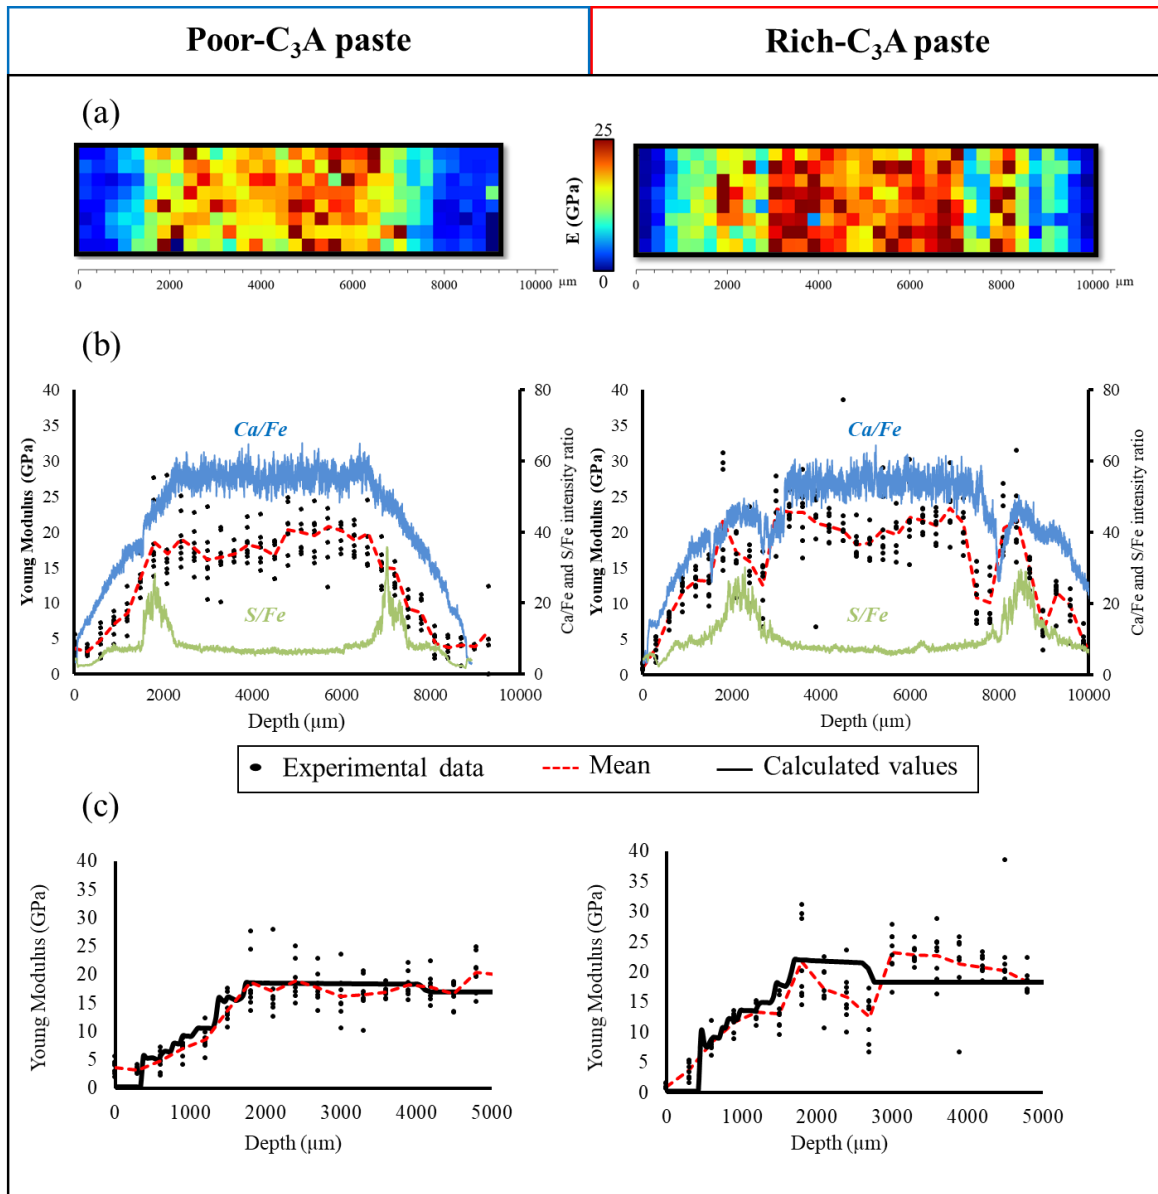 Poor-C₃A paste
Rich-C₃A paste
(a)
25
E (GPa)
0
0 2000 4000 6000 8000 10000 µm
0 2000 4000 6000 8000 10000 µm
(b)
40
35
30
25
20
15
10
5
0
Young Modulus (GPa)
Ca/Fe
S/Fe
80
60
40
20
0
Ca/Fe and S/Fe intensity ratio
0 2000 4000 6000 8000 10000
Depth (µm)
40
35
30
25
20
15
10
5
0
Young Modulus (GPa)
Ca/Fe
S/Fe
80
60
40
20
0
Ca/Fe and S/Fe intensity ratio
0 2000 4000 6000 8000 10000
Depth (µm)
Experimental data Mean Calculated values
(c)
40
35
30
25
20
15
10
5
0
Young Modulus (GPa)
0 1000 2000 3000 4000 5000
Depth (µm)
40
35
30
25
20
15
10
5
0
Young Modulus (GPa)
0 1000 2000 3000 4000 5000
Depth (µm)